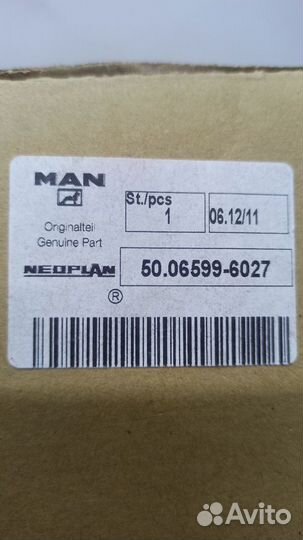 MAN
St./pcs
1
06.12/11
Originalteil
Genuine Part
NEOPLAN
®
50.06599-6027
Avito